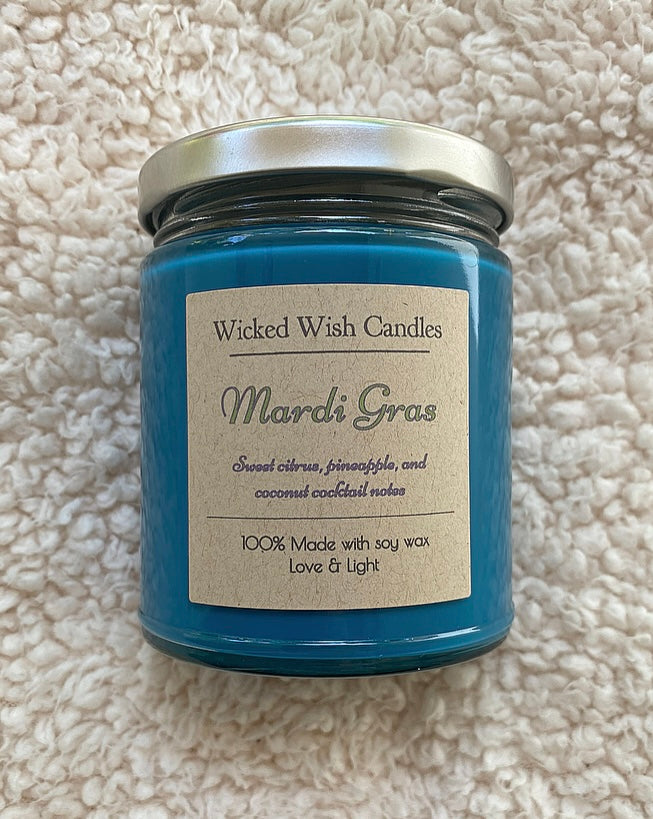 Wicked Wish Candles
Mardi Gras
Sweet citrus, pineapple, and
coconut cocktail notes
100% Made with soy wax
Love & Light